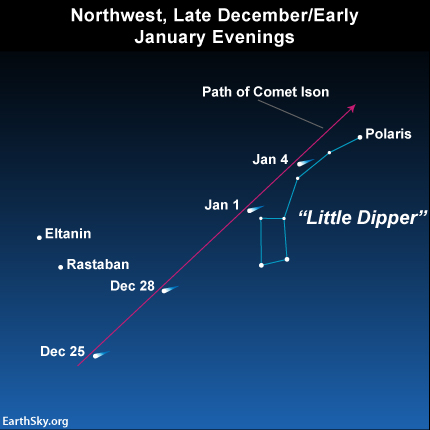 Northwest, Late December/Early
January Evenings
Path of Comet Ison
Polaris
Jan 4
Jan 1
“Little Dipper”
Eltanin
Rastaban
Dec 28
Dec 25
EarthSky.org